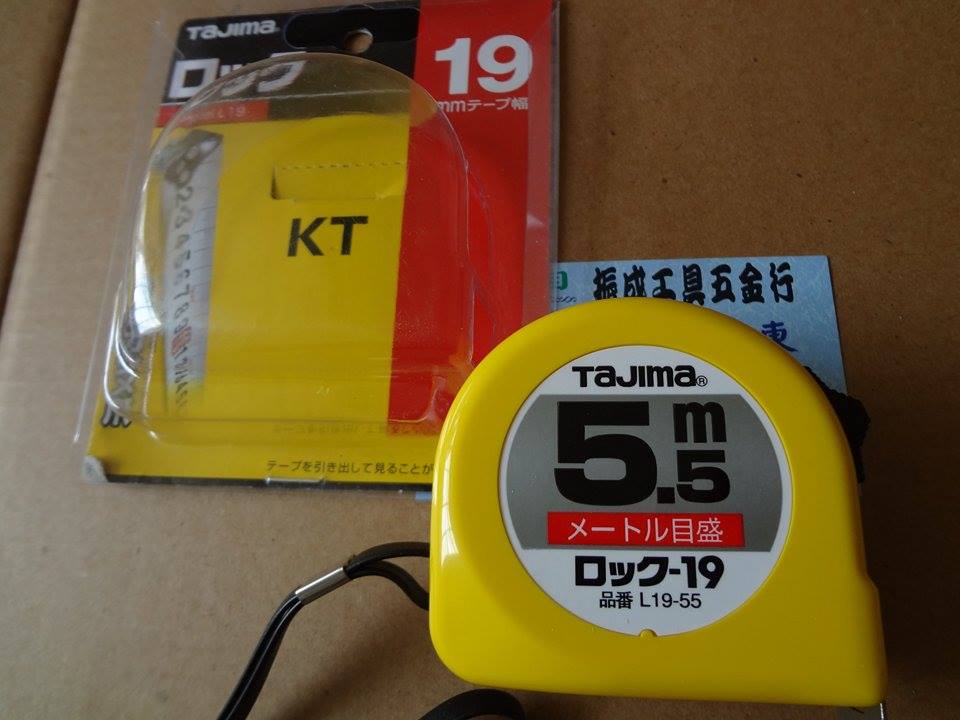 TAJIMA
ロック
L19-
19
mmテープ幅
KT
テープを引き出して見ることが
振成工具五金行
東
TAJIMA®
5.5m
メートル目盛
ロック-19
品番 L19-55